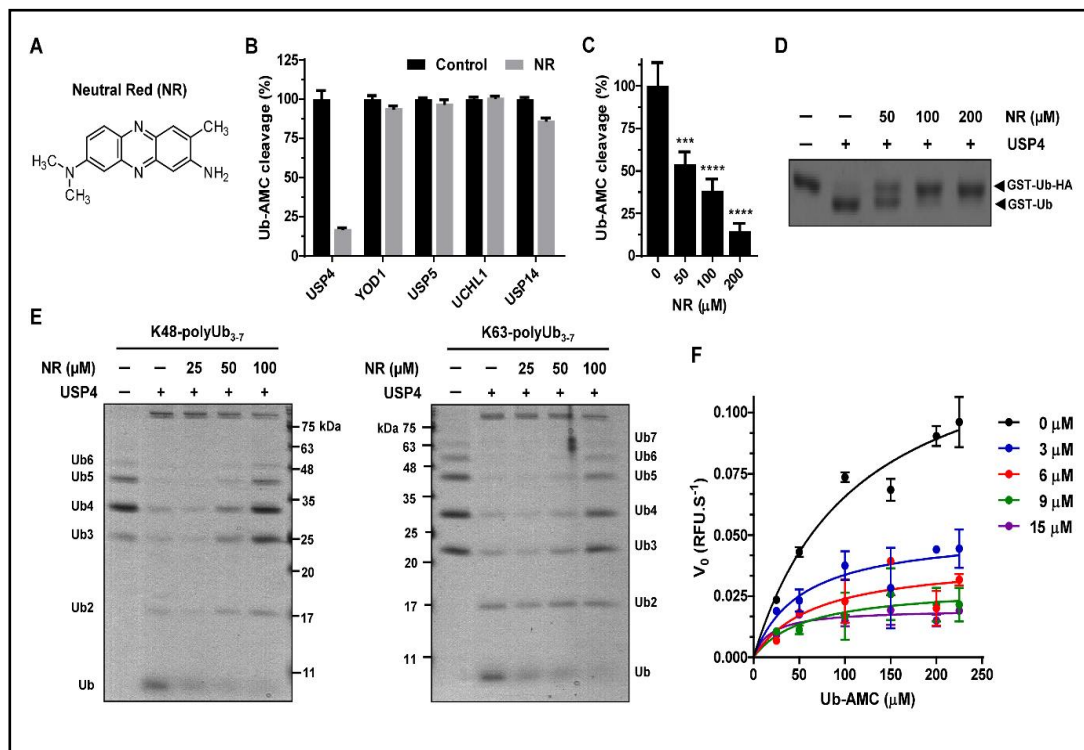 A
Neutral Red (NR)
N
N
CH₃
NH₂
H₃C
N
CH₃
B
Control
NR
Ub-AMC cleavage (%)
125
100
75
50
25
0
USP4
YOD1
USP5
UCHL1
USP14
C
Ub-AMC cleavage (%)
100
75
50
25
0
***
****
****
0
50
100
200
NR (µM)
D
– – 50 100 200 NR (µM)
– + + + + USP4
GST-Ub-HA
GST-Ub
E
K48-polyUb₃₋₇
NR (µM) – – 25 50 100
USP4 – + + + +
75 kDa
63
48
35
25
20
17
11
Ub6
Ub5
Ub4
Ub3
Ub2
Ub
K63-polyUb₃₋₇
NR (µM) – – 25 50 100
USP4 – + + + +
kDa 75
63
48
35
25
20
17
11
Ub7
Ub6
Ub5
Ub4
Ub3
Ub2
Ub
F
V₀ (RFU.S⁻¹)
0.100
0.075
0.050
0.025
0.000
0 50 100 150 200 250
Ub-AMC (µM)
0 µM
3 µM
6 µM
9 µM
15 µM